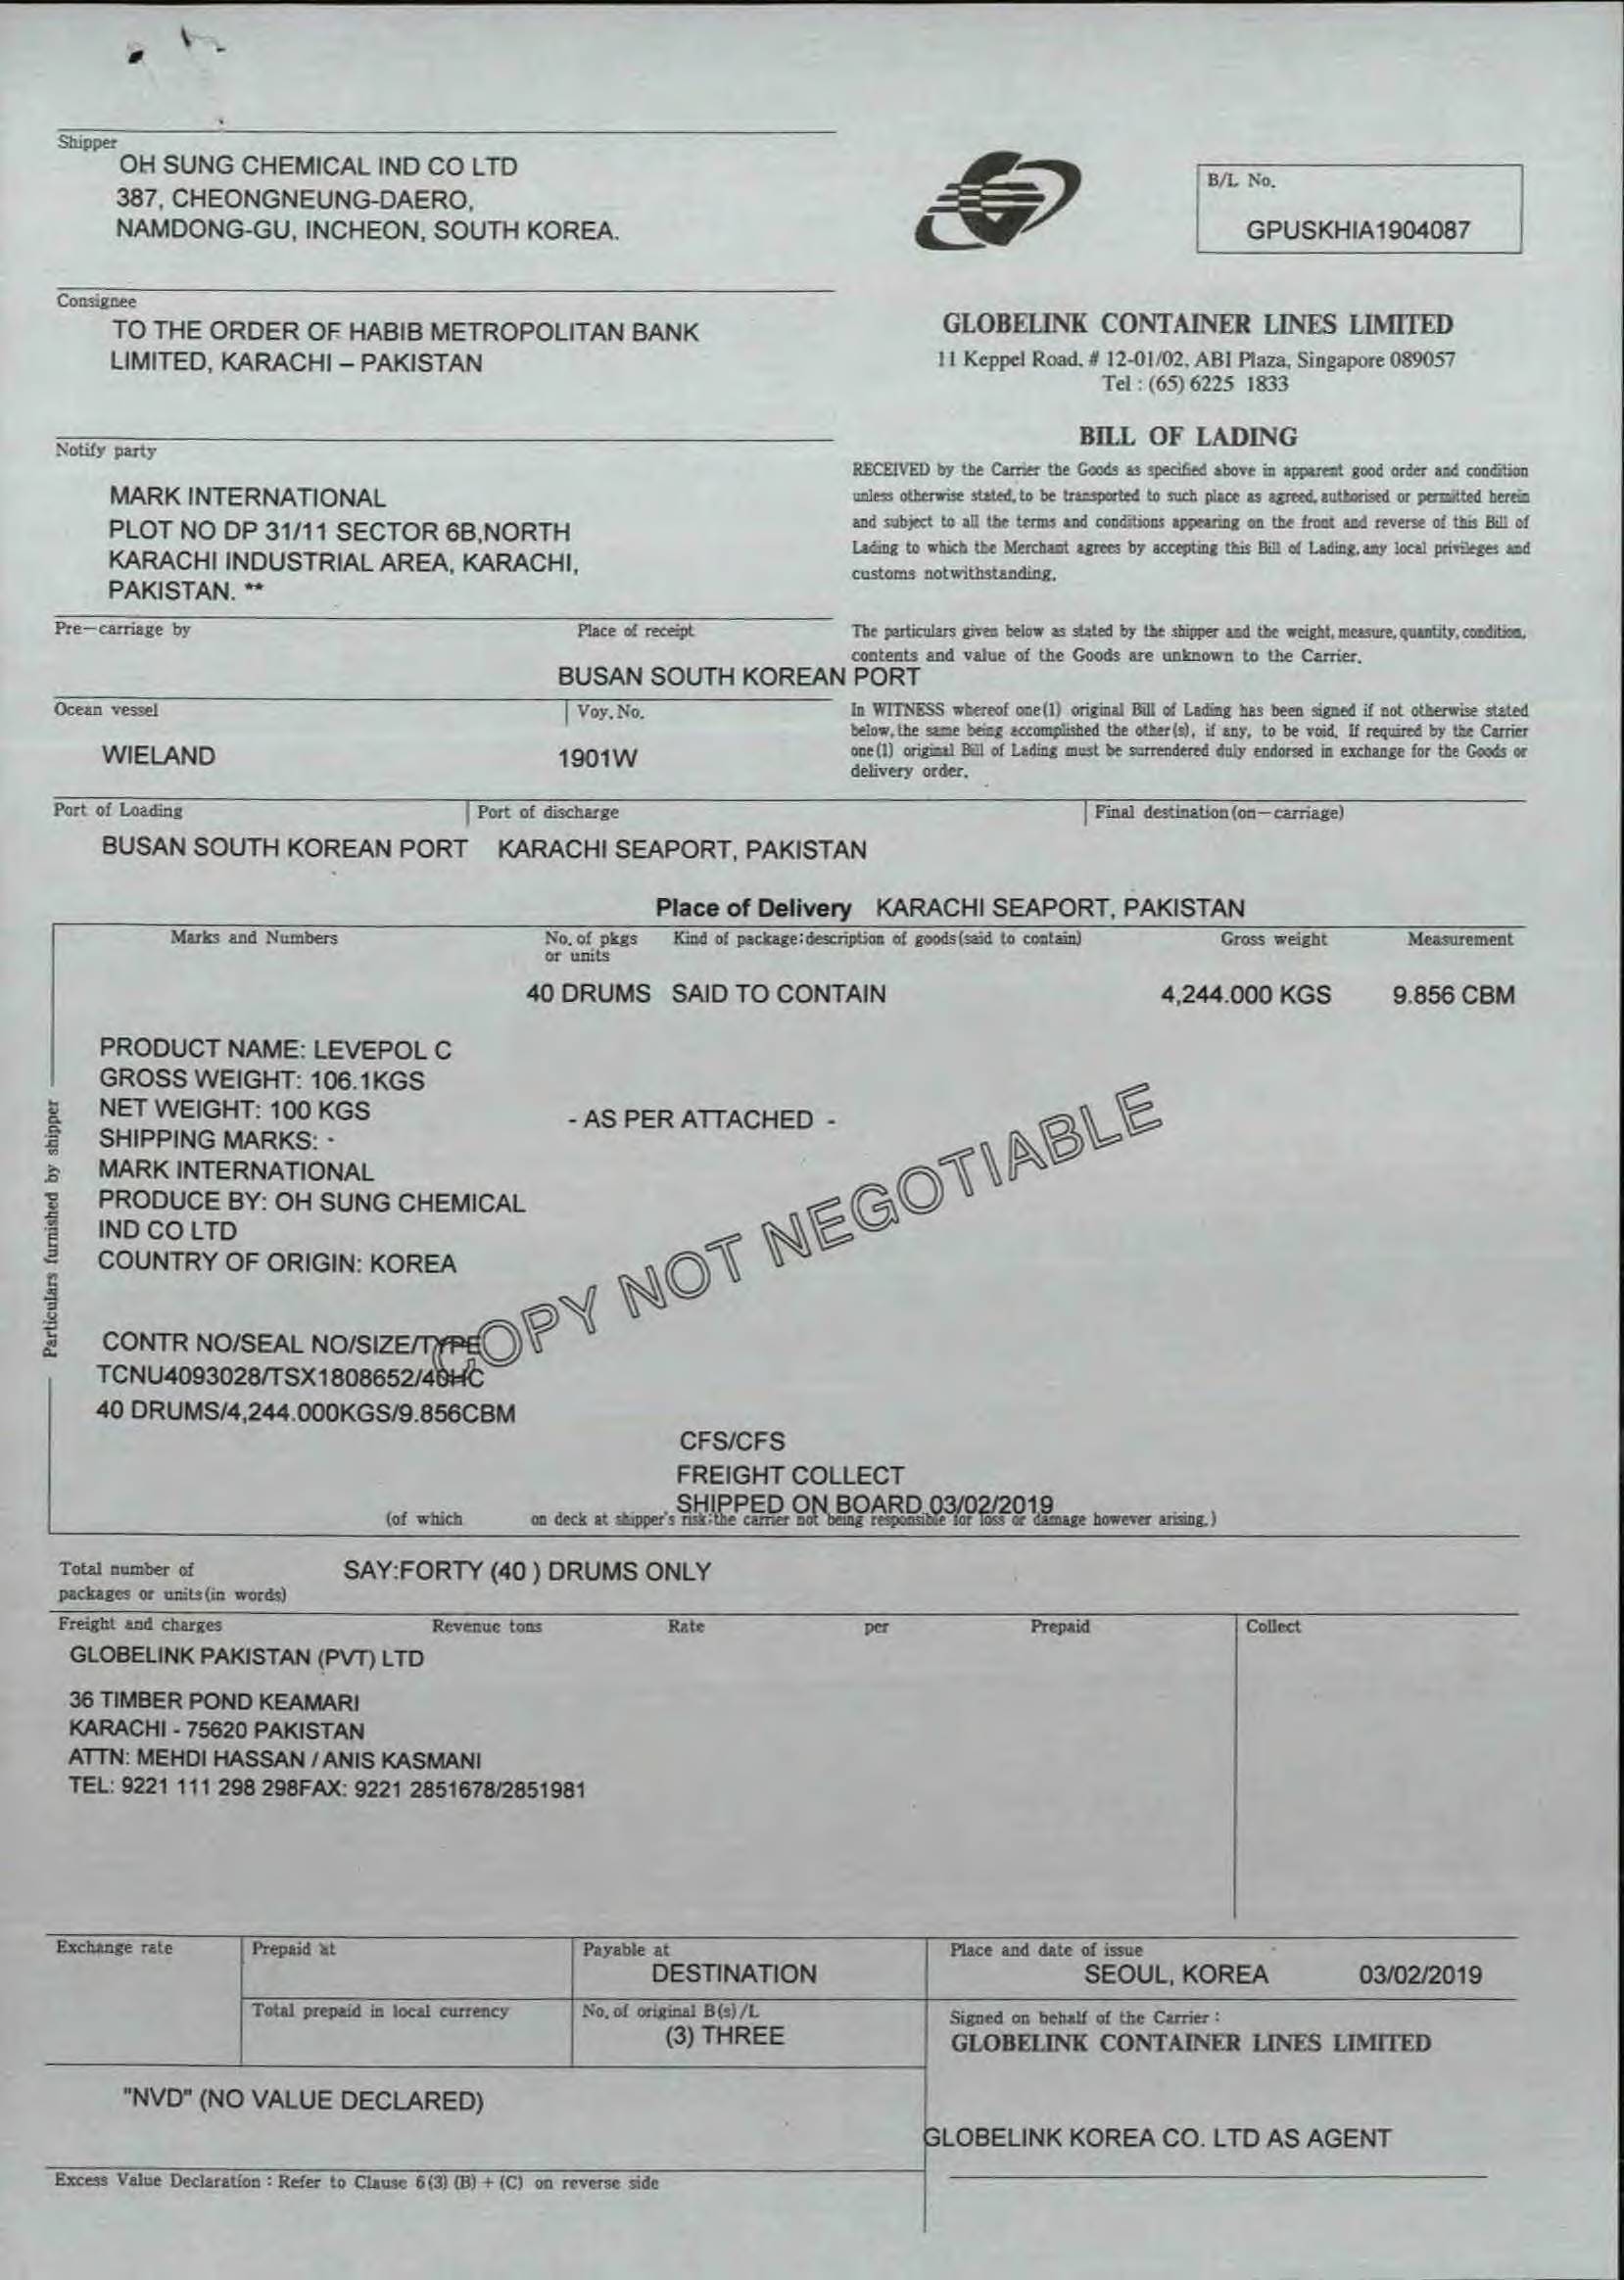 Shipper
OH SUNG CHEMICAL IND CO LTD
387, CHEONGNEUNG-DAERO,
NAMDONG-GU, INCHEON, SOUTH KOREA.
B/L No.
GPUSKHIA1904087
Consignee
TO THE ORDER OF HABIB METROPOLITAN BANK
LIMITED, KARACHI – PAKISTAN
GLOBELINK CONTAINER LINES LIMITED
11 Keppel Road, # 12-01/02, ABI Plaza, Singapore 089057
Tel : (65) 6225 1833
BILL OF LADING
Notify party
MARK INTERNATIONAL
PLOT NO DP 31/11 SECTOR 6B,NORTH
KARACHI INDUSTRIAL AREA, KARACHI,
PAKISTAN. **
RECEIVED by the Carrier the Goods as specified above in apparent good order and condition
unless otherwise stated, to be transported to such place as agreed, authorised or permitted herein
and subject to all the terms and conditions appearing on the front and reverse of this Bill of
Lading to which the Merchant agrees by accepting this Bill of Lading, any local privileges and
customs notwithstanding.
Pre-carriage by
Place of receipt
BUSAN SOUTH KOREAN PORT
The particulars given below as stated by the shipper and the weight, measure, quantity, condition,
contents and value of the Goods are unknown to the Carrier.
Ocean vessel
Voy. No.
WIELAND
1901W
In WITNESS whereof one(1) original Bill of Lading has been signed if not otherwise stated
below, the same being accomplished the other(s), if any, to be void. If required by the Carrier
one(1) original Bill of Lading must be surrendered duly endorsed in exchange for the Goods or
delivery order.
Port of Loading
Port of discharge
Final destination(on-carriage)
BUSAN SOUTH KOREAN PORT
KARACHI SEAPORT, PAKISTAN
Place of Delivery KARACHI SEAPORT, PAKISTAN
Marks and Numbers
No. of pkgs
or units
Kind of package:description of goods(said to contain)
Gross weight
Measurement
40 DRUMS SAID TO CONTAIN 4,244.000 KGS 9.856 CBM
Particulars furnished by shipper
PRODUCT NAME: LEVEPOL C
GROSS WEIGHT: 106.1KGS
NET WEIGHT: 100 KGS
- AS PER ATTACHED -
SHIPPING MARKS: -
MARK INTERNATIONAL
PRODUCE BY: OH SUNG CHEMICAL
IND CO LTD
COUNTRY OF ORIGIN: KOREA
COPY NOT NEGOTIABLE
CONTR NO/SEAL NO/SIZE/TYPE
TCNU4093028/TSX1808652/40HC
40 DRUMS/4,244.000KGS/9.856CBM
CFS/CFS
FREIGHT COLLECT
SHIPPED ON BOARD 03/02/2019
(of which on deck at shipper's risk:the carrier not being responsible for loss or damage however arising.)
Total number of
packages or units(in words)
SAY:FORTY (40 ) DRUMS ONLY
Freight and charges
Revenue tons
Rate
per
Prepaid
Collect
GLOBELINK PAKISTAN (PVT) LTD
36 TIMBER POND KEAMARI
KARACHI - 75620 PAKISTAN
ATTN: MEHDI HASSAN / ANIS KASMANI
TEL: 9221 111 298 298FAX: 9221 2851678/2851981
Exchange rate
Prepaid at
Payable at
DESTINATION
Place and date of issue
SEOUL, KOREA 03/02/2019
Total prepaid in local currency
No. of original B(s)/L
(3) THREE
Signed on behalf of the Carrier :
GLOBELINK CONTAINER LINES LIMITED
"NVD" (NO VALUE DECLARED)
GLOBELINK KOREA CO. LTD AS AGENT
Excess Value Declaration : Refer to Clause 6(3) (B) + (C) on reverse side